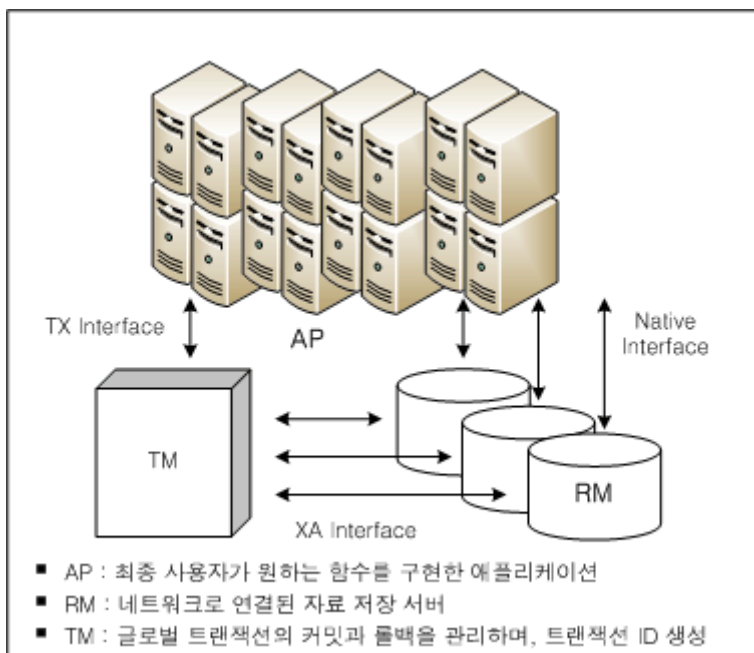 TX Interface
AP
Native
Interface
TM
RM
XA Interface
▪ AP : 최종 사용자가 원하는 함수를 구현한 애플리케이션
▪ RM : 네트워크로 연결된 자료 저장 서버
▪ TM : 글로벌 트랜잭션의 커밋과 롤백을 관리하며, 트랜잭션 ID 생성